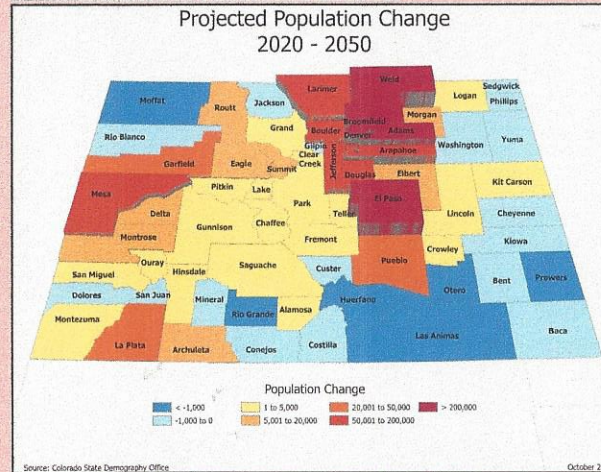 Projected Population Change
2020 - 2050
Moffat
Routt
Jackson
Larimer
Weld
Logan
Sedgwick
Phillips
Morgan
Rio Blanco
Grand
Boulder
Broomfield
Denver
Adams
Washington
Yuma
Gilpin
Clear
Creek
Jefferson
Arapahoe
Garfield
Eagle
Summit
Douglas
Elbert
Kit Carson
Mesa
Pitkin
Lake
Park
Delta
Gunnison
Chaffee
Teller
El Paso
Lincoln
Cheyenne
Montrose
Fremont
Kiowa
Ouray
Saguache
Custer
Pueblo
Crowley
San Miguel
Hinsdale
Bent
Prowers
Dolores
San Juan
Mineral
Rio Grande
Alamosa
Huerfano
Otero
Montezuma
Las Animas
Baca
La Plata
Archuleta
Conejos
Costilla
Population Change
< -1,000
1 to 5,000
20,001 to 50,000
> 200,000
-1,000 to 0
5,001 to 20,000
50,001 to 200,000
Source: Colorado State Demography Office
October 2